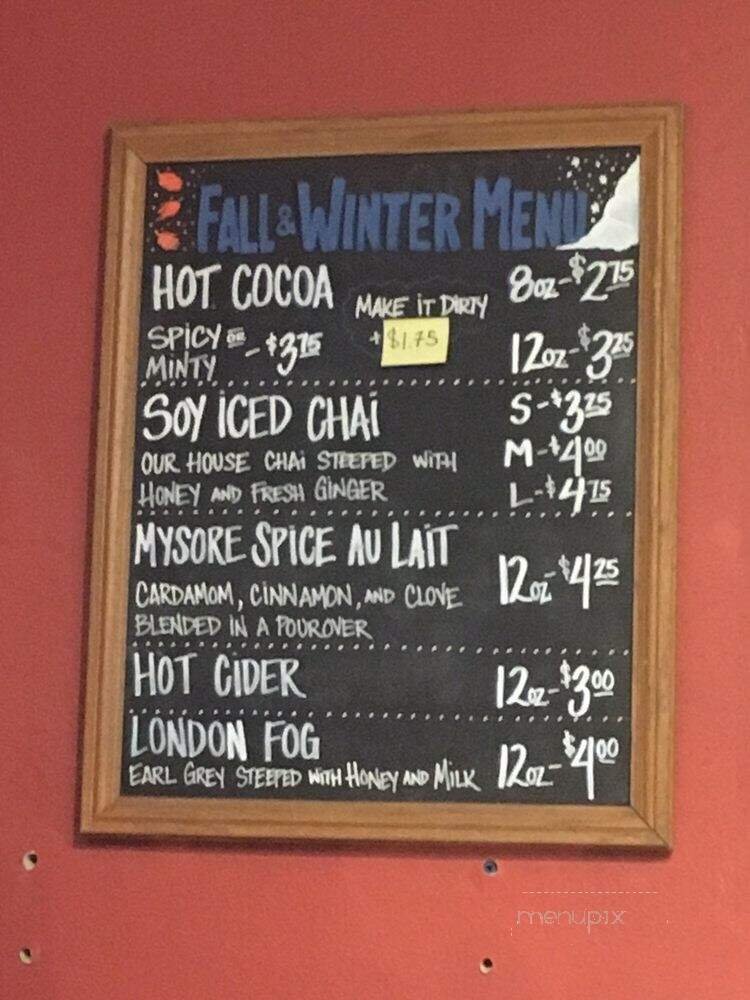 FALL & WINTER MENU
HOT COCOA 8oz-$2.75
MAKE IT DIRTY
SPICY OR MINTY -$3.75 + $1.75 12oz-$3.25
SOY ICED CHAI S-$3.25
OUR HOUSE CHAI STEEPED WITH M-$4.00
HONEY AND FRESH GINGER L-$4.75
MYSORE SPICE AU LAIT 12oz-$4.25
CARDAMOM, CINNAMON, AND CLOVE
BLENDED IN A POUROVER
HOT CIDER 12oz-$3.00
LONDON FOG 12oz-$4.00
EARL GREY STEEPED WITH HONEY AND MILK
menupix